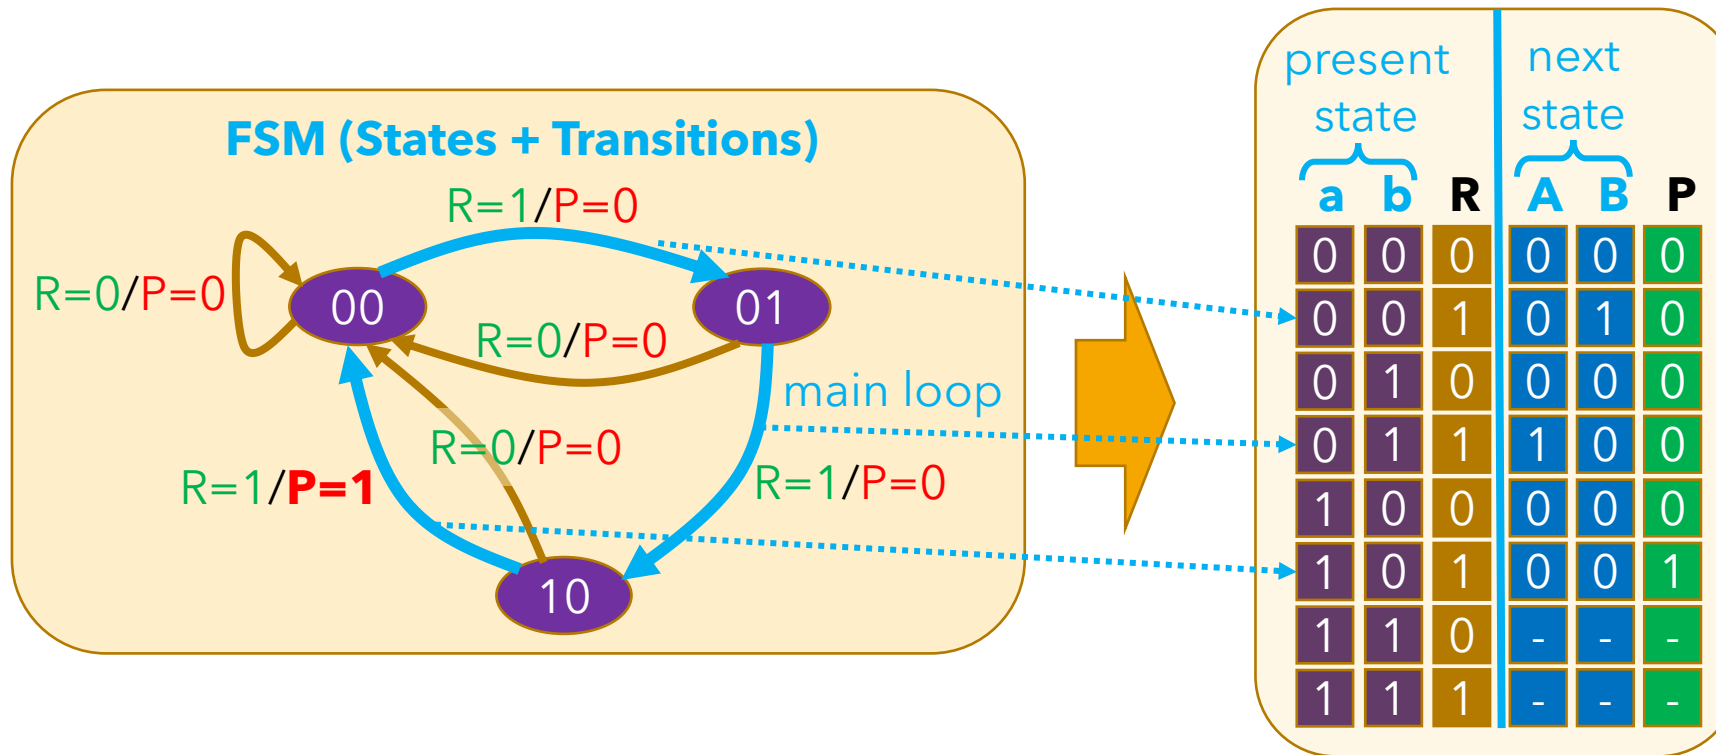 FSM (States + Transitions)
R=1/P=0
R=0/P=0
00
01
R=0/P=0
main loop
R=0/P=0
R=1/P=1
R=1/P=0
10
present state
next state
a b R A B P
0 0 0 0 0 0
0 0 1 0 1 0
0 1 0 0 0 0
0 1 1 1 0 0
1 0 0 0 0 0
1 0 1 0 0 1
1 1 0 - - -
1 1 1 - - -